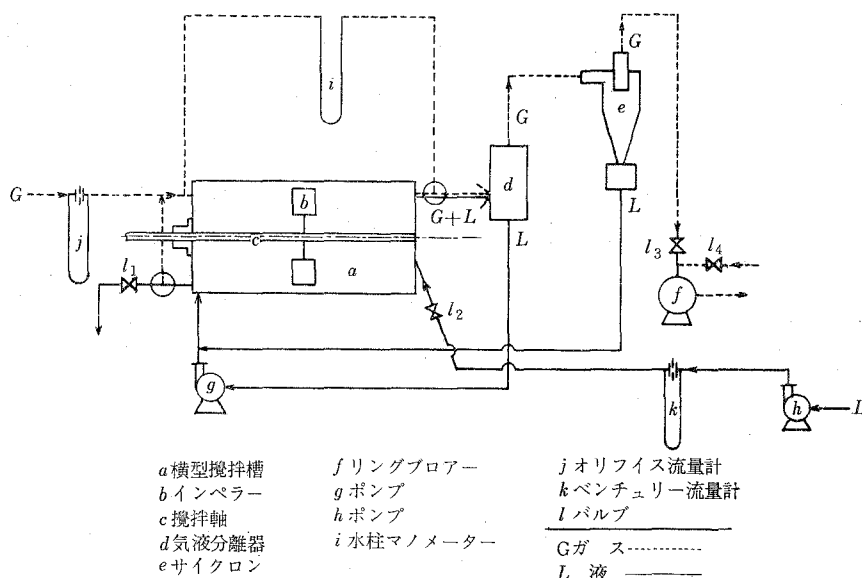 i
G
G
e
d
b
G
G+L
L
L
j
c
a
l1
l2
l3
l4
f
g
k
h
L
a横型攪拌槽
bインペラー
c攪拌軸
d気液分離器
eサイクロン
fリングブロアー
gポンプ
hポンプ
i水柱マノメーター
jオリフイス流量計
kベンチュリー流量計
lバルブ
Gガス
L 液